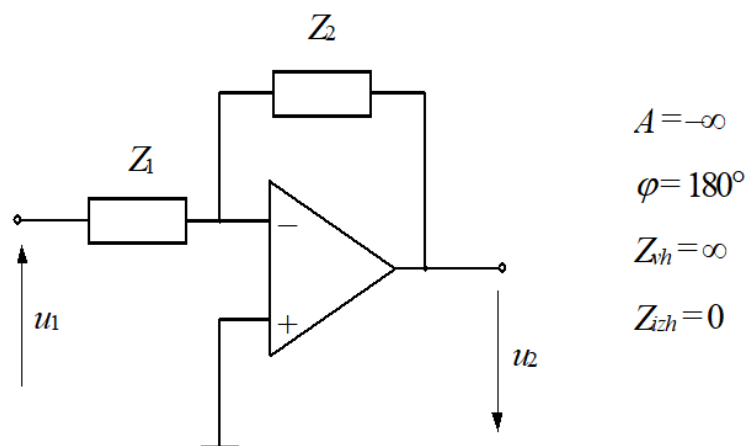 Z2
Z1
−
+
u1
u2
A=−∞
φ=180°
Zvh=∞
Zizh=0